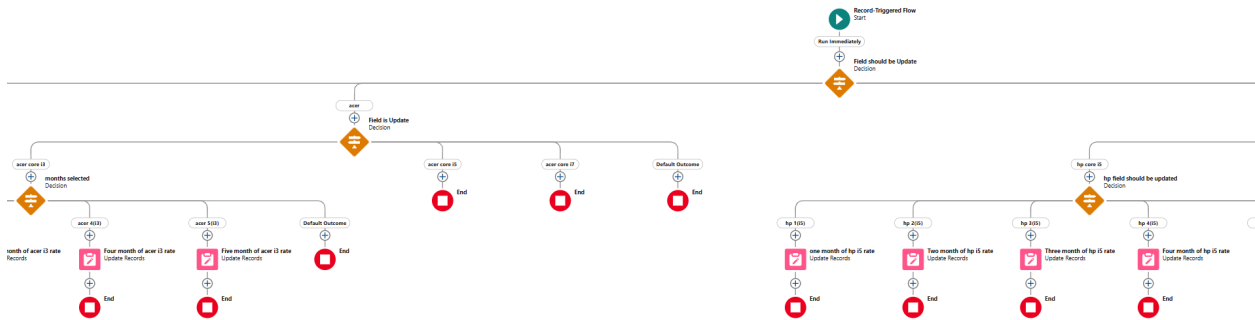 Record-Triggered Flow
Start
Run Immediately
Field should be Update
Decision
acer
Field is Update
Decision
acer core i3
acer core i5
acer core i7
Default Outcome
hp core i5
months selected
Decision
End
End
End
hp field should be updated
Decision
acer 4(i3)
acer 5(i3)
Default Outcome
hp 1(i5)
hp 2(i5)
hp 3(i5)
hp 4(i5)
month of acer i3 rate
Records
Four month of acer i3 rate
Update Records
Five month of acer i3 rate
Update Records
End
one month of hp i5 rate
Update Records
Two month of hp i5 rate
Update Records
Three month of hp i5 rate
Update Records
Four month of hp i5 rate
Update Records
End
End
End
End
End
End